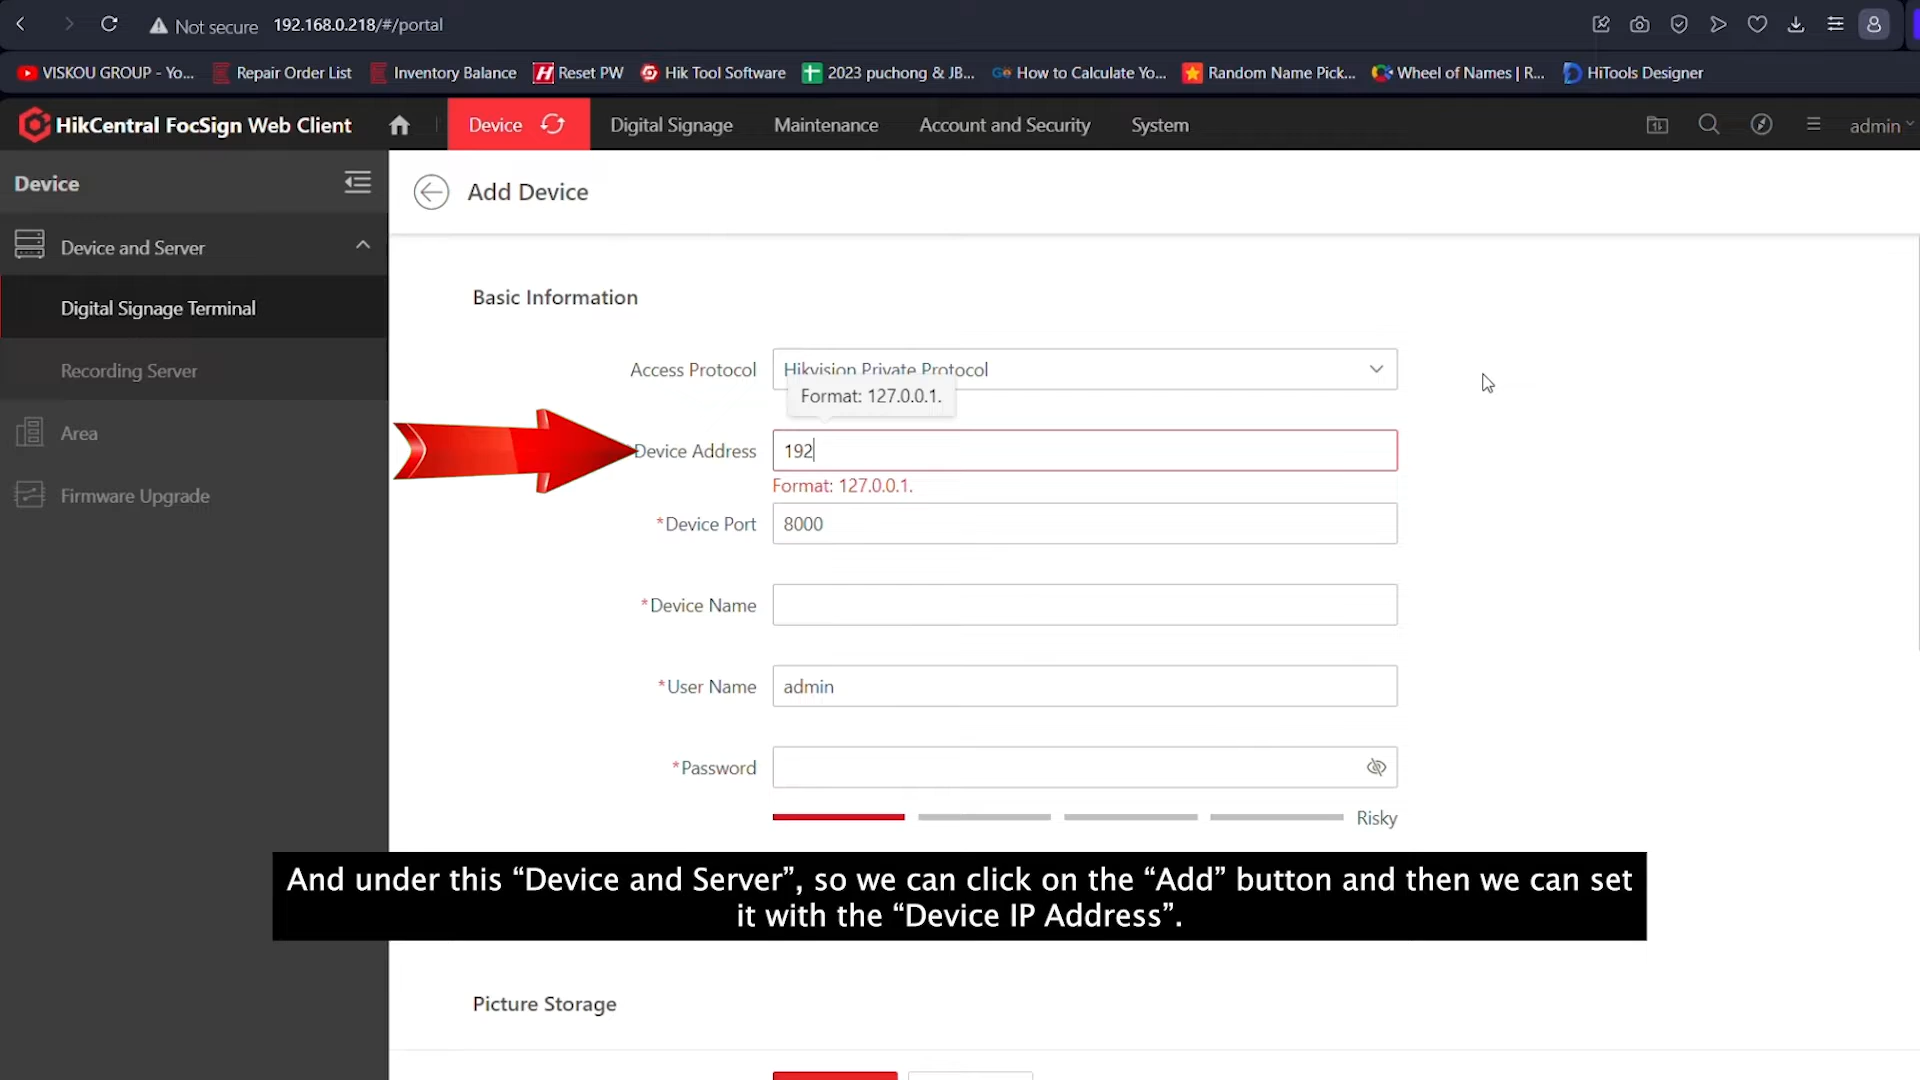 Not secure 192.168.0.218/#/portal
VISKOU GROUP - Yo... Repair Order List Inventory Balance Reset PW Hik Tool Software 2023 puchong & JB... How to Calculate Yo... Random Name Pick... Wheel of Names | R... HiTools Designer
HikCentral FocSign Web Client Device Digital Signage Maintenance Account and Security System admin
Device
Add Device
Device and Server
Digital Signage Terminal
Recording Server
Area
Firmware Upgrade
Basic Information
Access Protocol Hikvision Private Protocol
Format: 127.0.0.1.
Device Address 192
Format: 127.0.0.1.
*Device Port 8000
*Device Name
*User Name admin
*Password
Risky
And under this “Device and Server”, so we can click on the “Add” button and then we can set
it with the “Device IP Address”.
Picture Storage